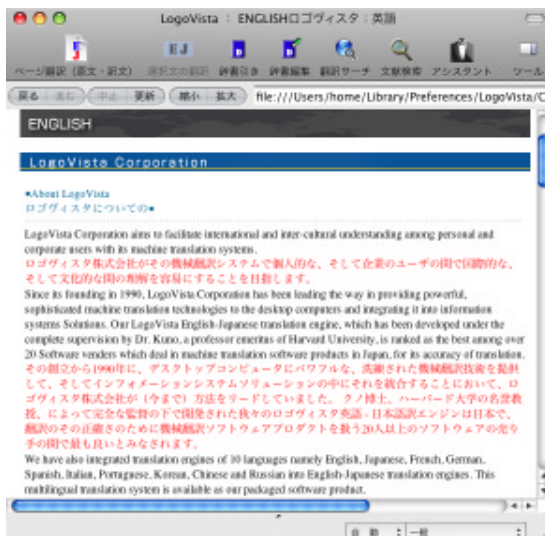 LogoVista : ENGLISHロゴヴィスタ:英語
ページ翻訳(原文・訳文) 選択文の翻訳 辞書引き 辞書編集 翻訳サーチ 文献検索 アシスタント ツール
戻る 進む 中止 更新 縮小 拡大 file:///Users/home/Library/Preferences/LogoVista/C
ENGLISH
LogoVista Corporation
●About LogoVista
ロゴヴィスタについての●
LogoVista Corporation aims to facilitate international and inter-cultural understanding among personal and
corporate users with its machine translation systems.
ロゴヴィスタ株式会社がその機械翻訳システムで個人的な、そして企業のユーザの間で国際的な、
そして文化的な間の理解を容易にすることを目指します。
Since its founding in 1990, LogoVista Corporation has been leading the way in providing powerful,
sophisticated machine translation technologies to the desktop computers and integrating it into information
systems Solutions. Our LogoVista English-Japanese translation engine, which has been developed under the
complete supervision by Dr. Kuno, a professor emeritus of Harvard University, is ranked as the best among over
20 Software venders which deal in machine translation software products in Japan, for its accuracy of translation.
その創立から1990年に、デスクトップコンピュータにパワフルな、洗練された機械翻訳技術を提供
して、そしてインフォメーションシステムソリューションの中にそれを統合することにおいて、ロ
ゴヴィスタ株式会社が(今まで)方法をリードしていました。 クノ博士、ハーバード大学の名誉教
授、によって完全な監督の下で開発された我々のロゴヴィスタ英語-日本語訳エンジンは日本で、
翻訳のその正確さのために機械翻訳ソフトウェアプロダクトを扱う20人以上のソフトウェアの売り
手の間で最も良いとみなされます。
We have also integrated translation engines of 10 languages namely English, Japanese, French, German,
Spanish, Italian, Portugnese, Korean, Chinese and Russian into English-Japanese translation engines. This
multilingual translation system is available as our packaged software product.
自動 一般